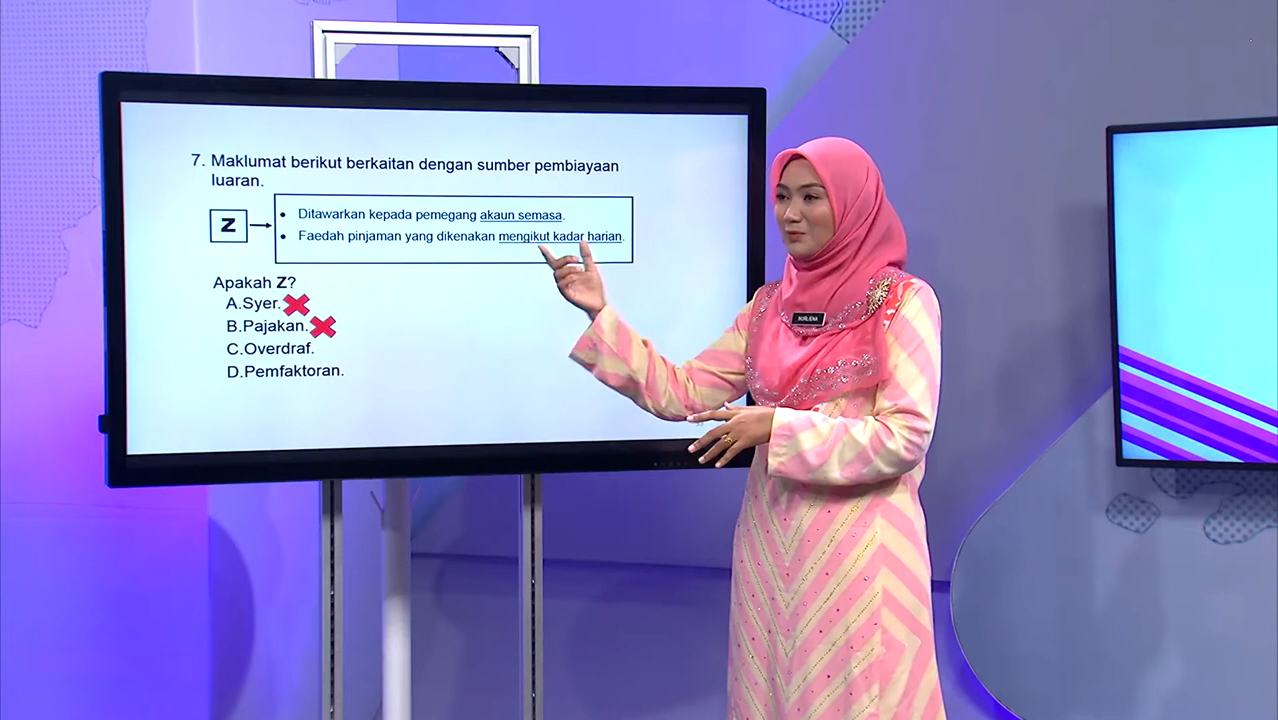 7. Maklumat berikut berkaitan dengan sumber pembiayaan
luaran.
Z
• Ditawarkan kepada pemegang akaun semasa.
• Faedah pinjaman yang dikenakan mengikut kadar harian.
Apakah Z?
A.Syer.
B.Pajakan.
C.Overdraf.
D.Pemfaktoran.
NURLIENA